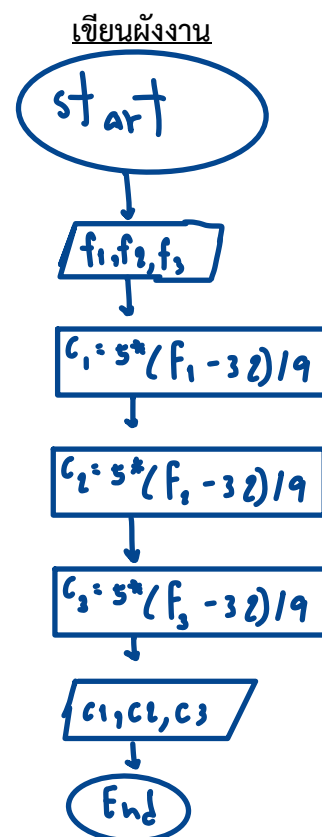 เขียนผังงาน
start
f1,f2,f3
C1 = 5*(F1 - 32)/9
C2 = 5*(F2 - 32)/9
C3 = 5*(F3 - 32)/9
c1,c2,c3
End